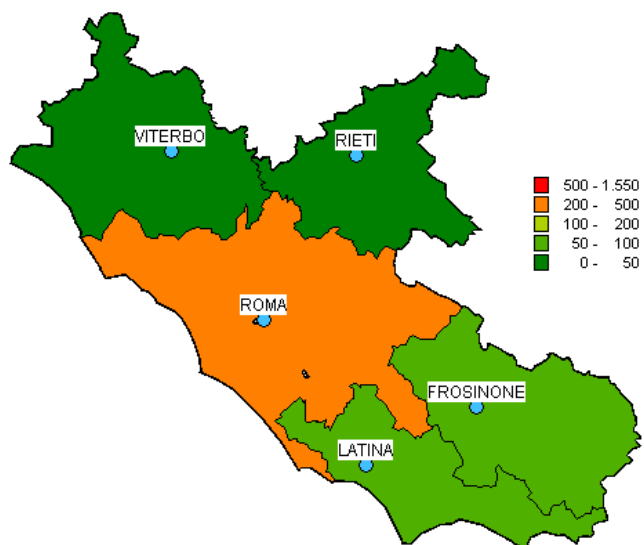 VITERBO
RIETI
500 - 1.550
200 - 500
100 - 200
50 - 100
0 - 50
ROMA
FROSINONE
LATINA